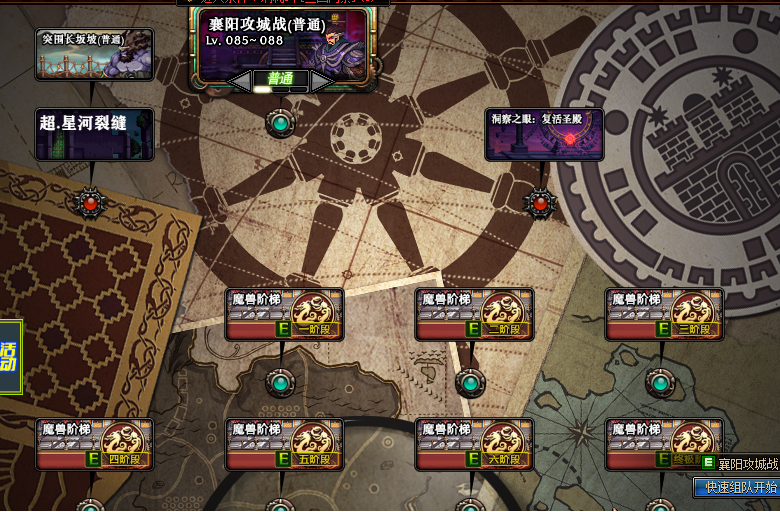 襄阳攻城战(普通)
Lv. 085~088
普通
突围长坂坡(普通)
超.星河裂缝
洞察之眼：复活圣殿
魔兽阶梯
E 一阶段
魔兽阶梯
E 二阶段
魔兽阶梯
E 三阶段
活动
魔兽阶梯
E 四阶段
魔兽阶梯
E 五阶段
魔兽阶梯
E 六阶段
魔兽阶梯
E 终极
E 襄阳攻城战
快速组队开始